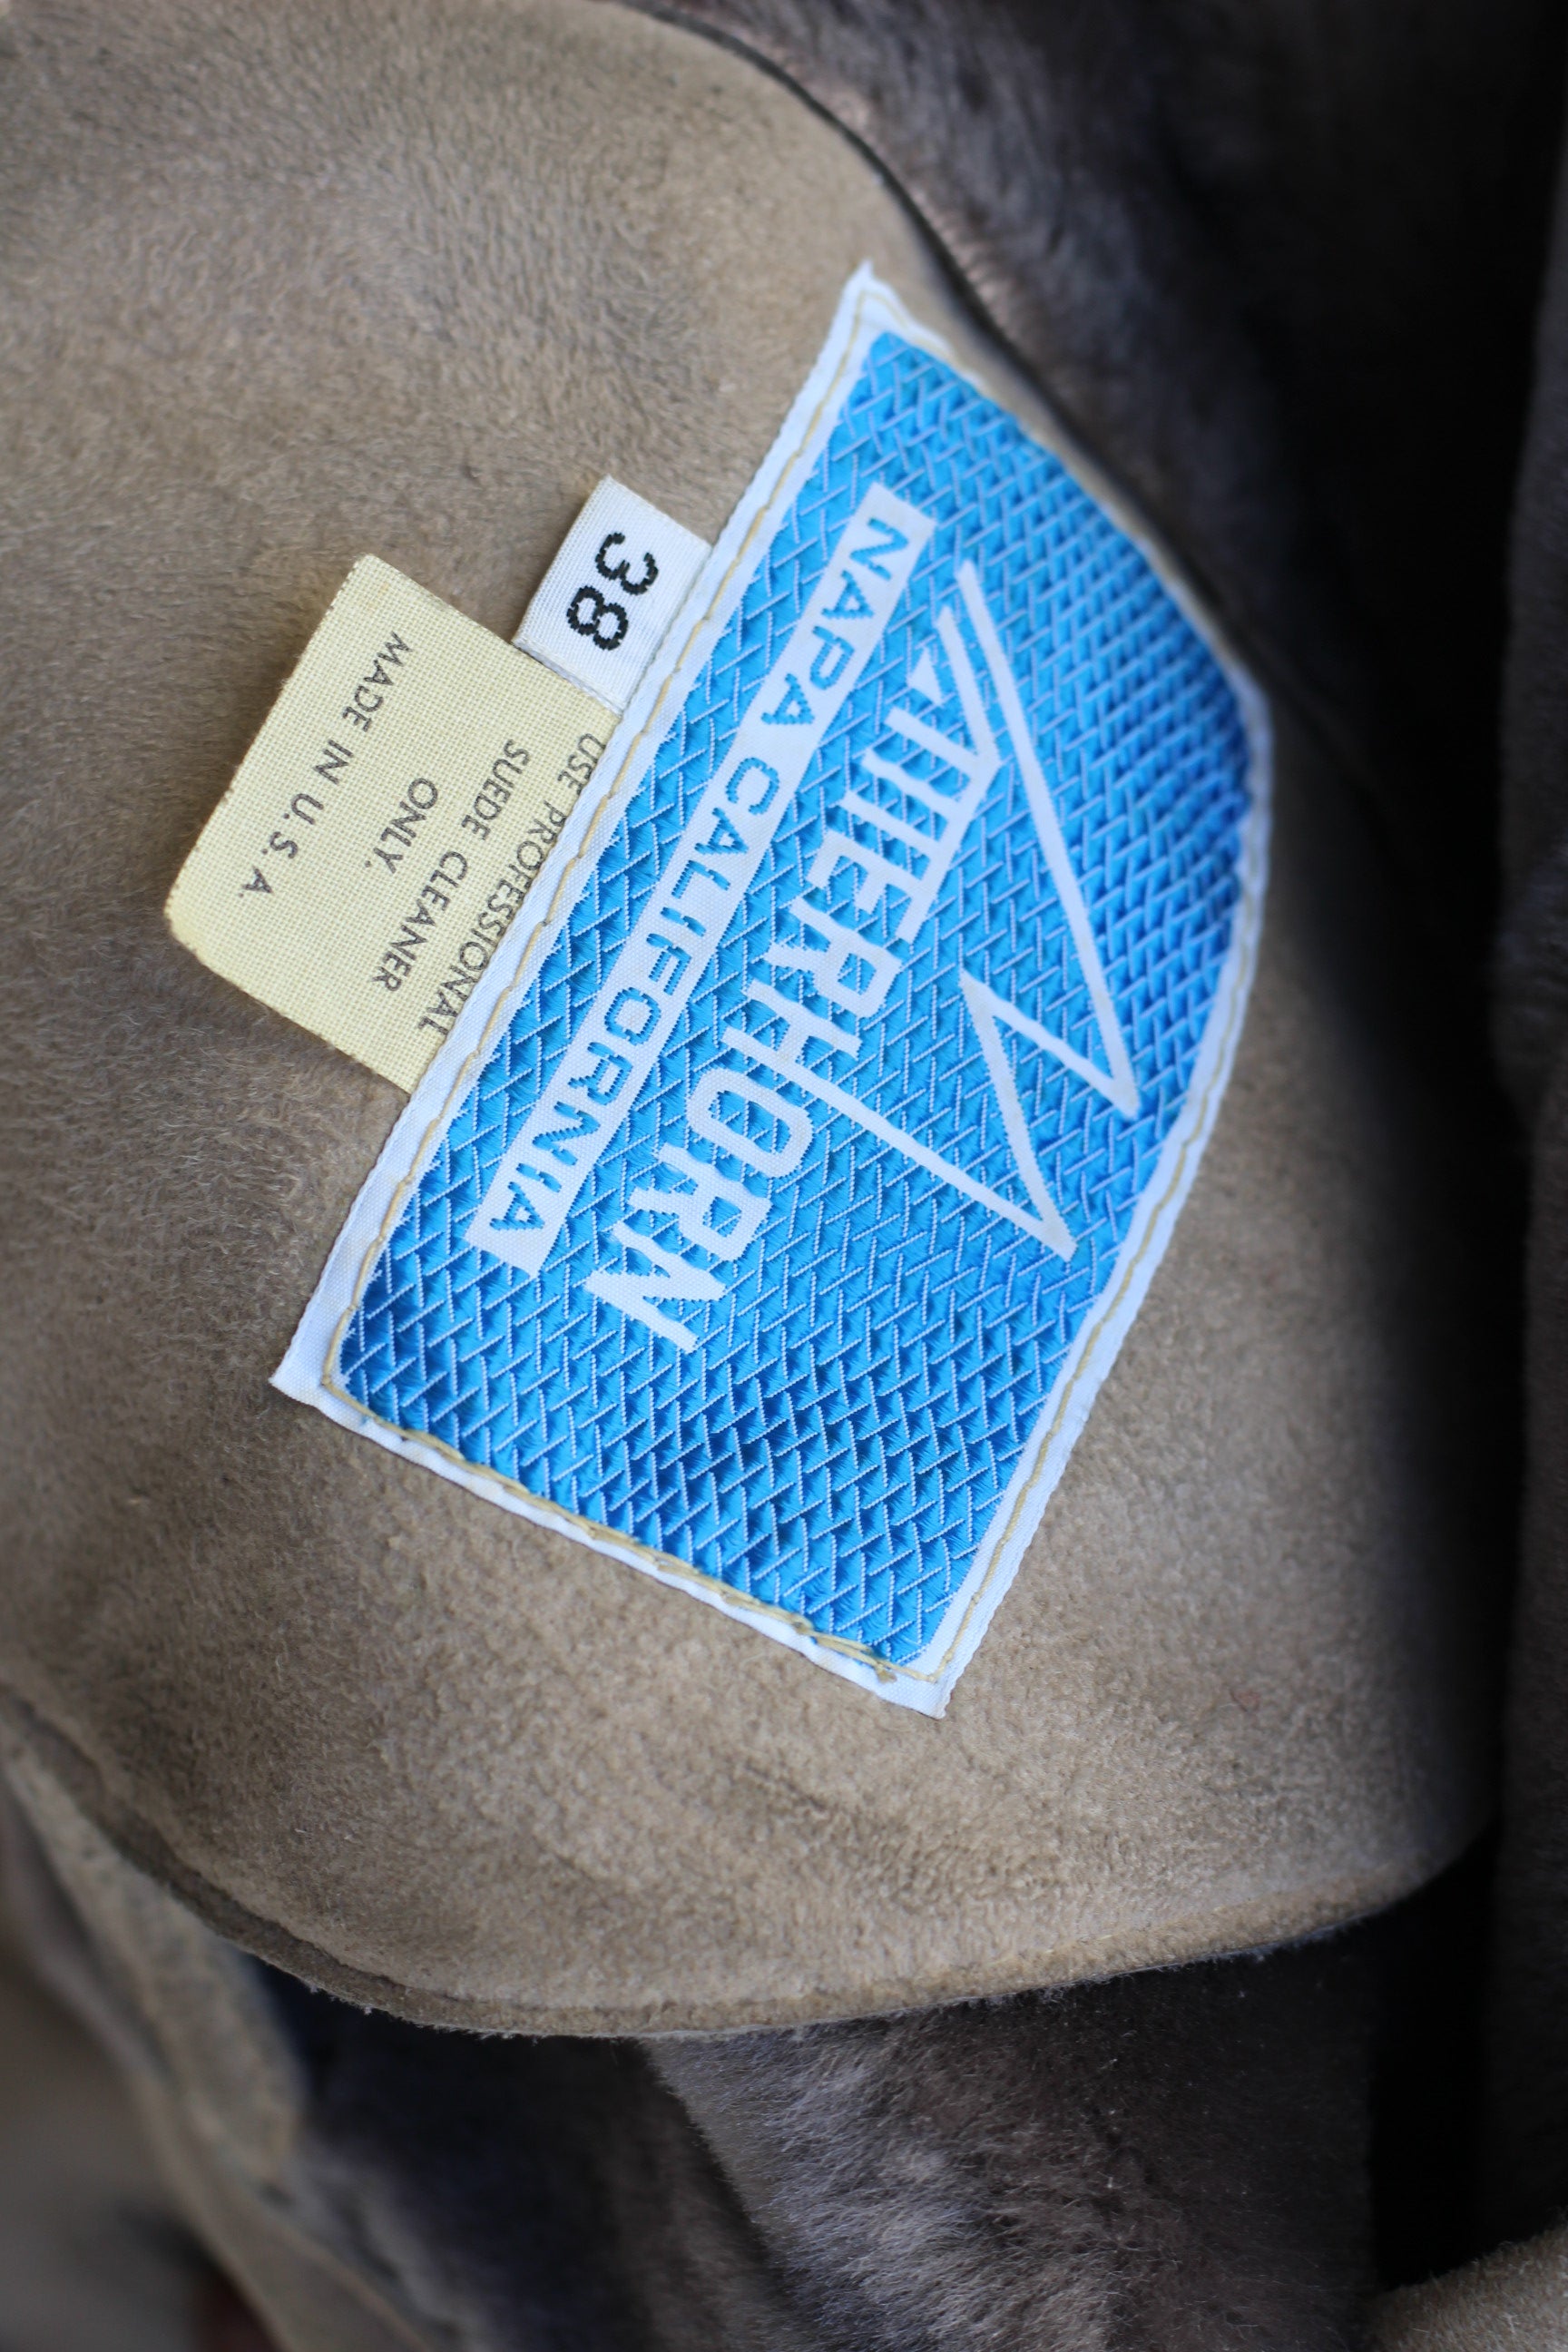 MATTERHORN
NAPA CALIFORNIA
38
USE PROFESSIONAL
SUEDE CLEANER
ONLY.
MADE IN U.S.A.